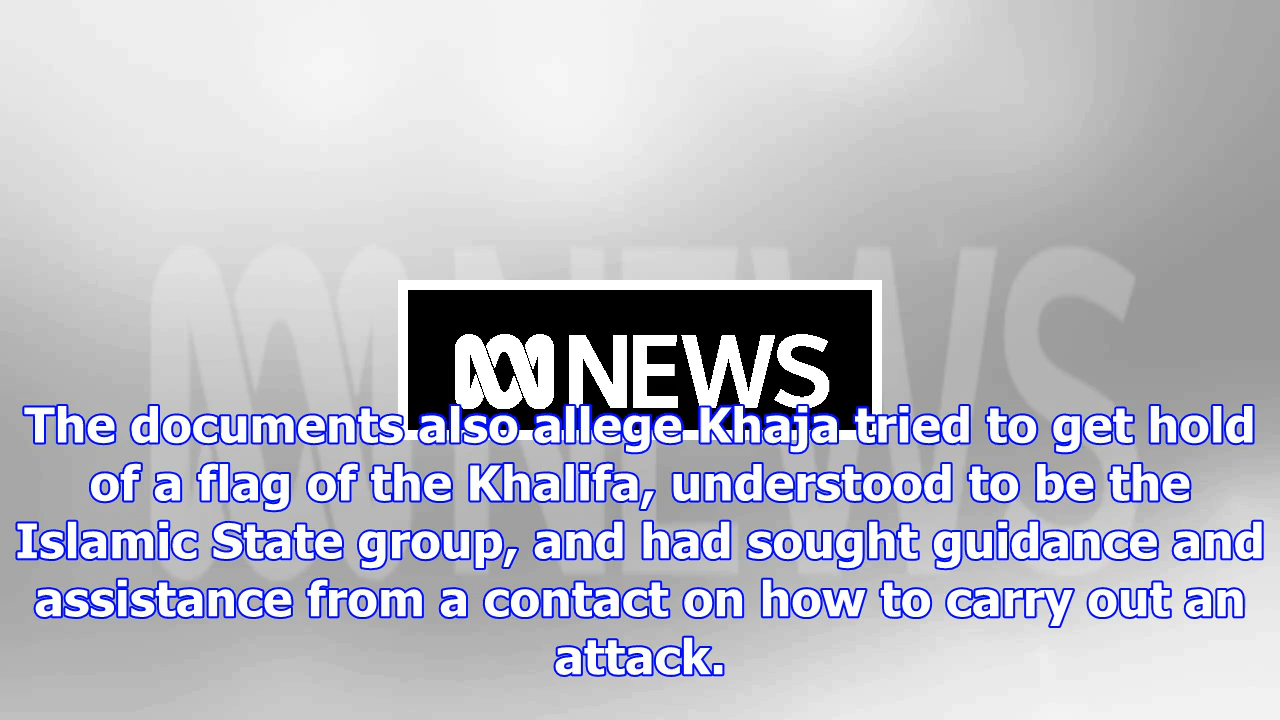 NEWS
NEWS
The documents also allege Khaja tried to get hold
of a flag of the Khalifa, understood to be the
Islamic State group, and had sought guidance and
assistance from a contact on how to carry out an
attack.